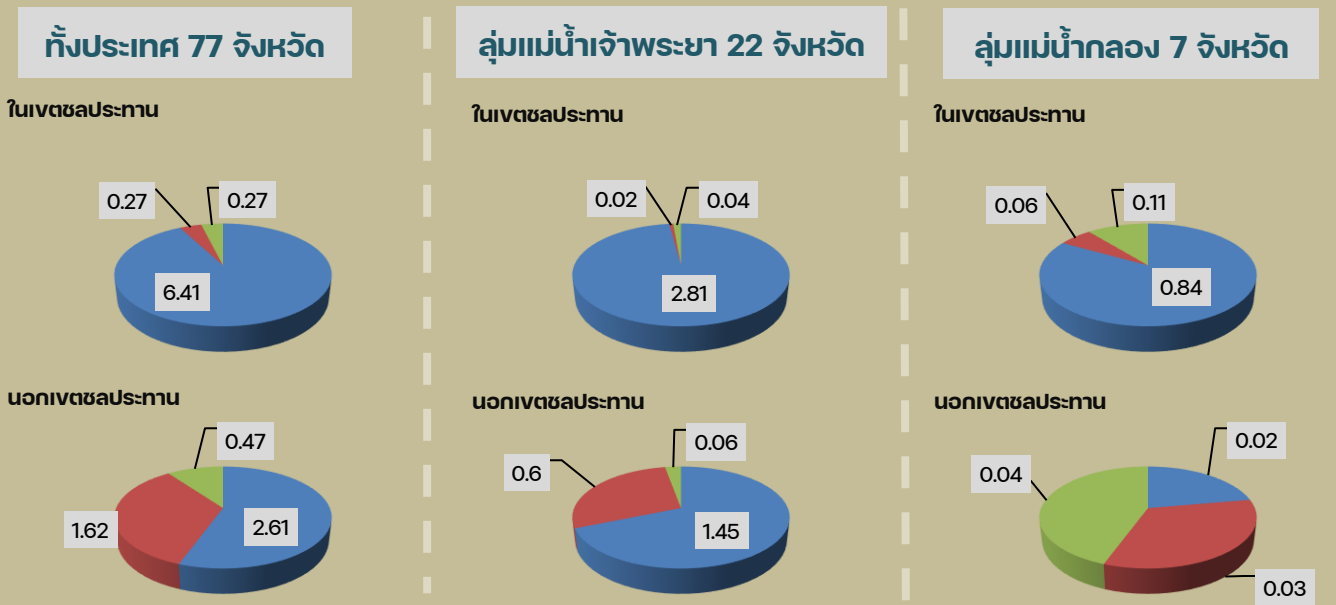 ทั้งประเทศ 77 จังหวัด
ในเขตชลประทาน
0.27
0.27
6.41
นอกเขตชลประทาน
0.47
1.62
2.61
ลุ่มแม่น้ำเจ้าพระยา 22 จังหวัด
ในเขตชลประทาน
0.02
0.04
2.81
นอกเขตชลประทาน
0.06
0.6
1.45
ลุ่มแม่น้ำกลอง 7 จังหวัด
ในเขตชลประทาน
0.06
0.11
0.84
นอกเขตชลประทาน
0.02
0.04
0.03